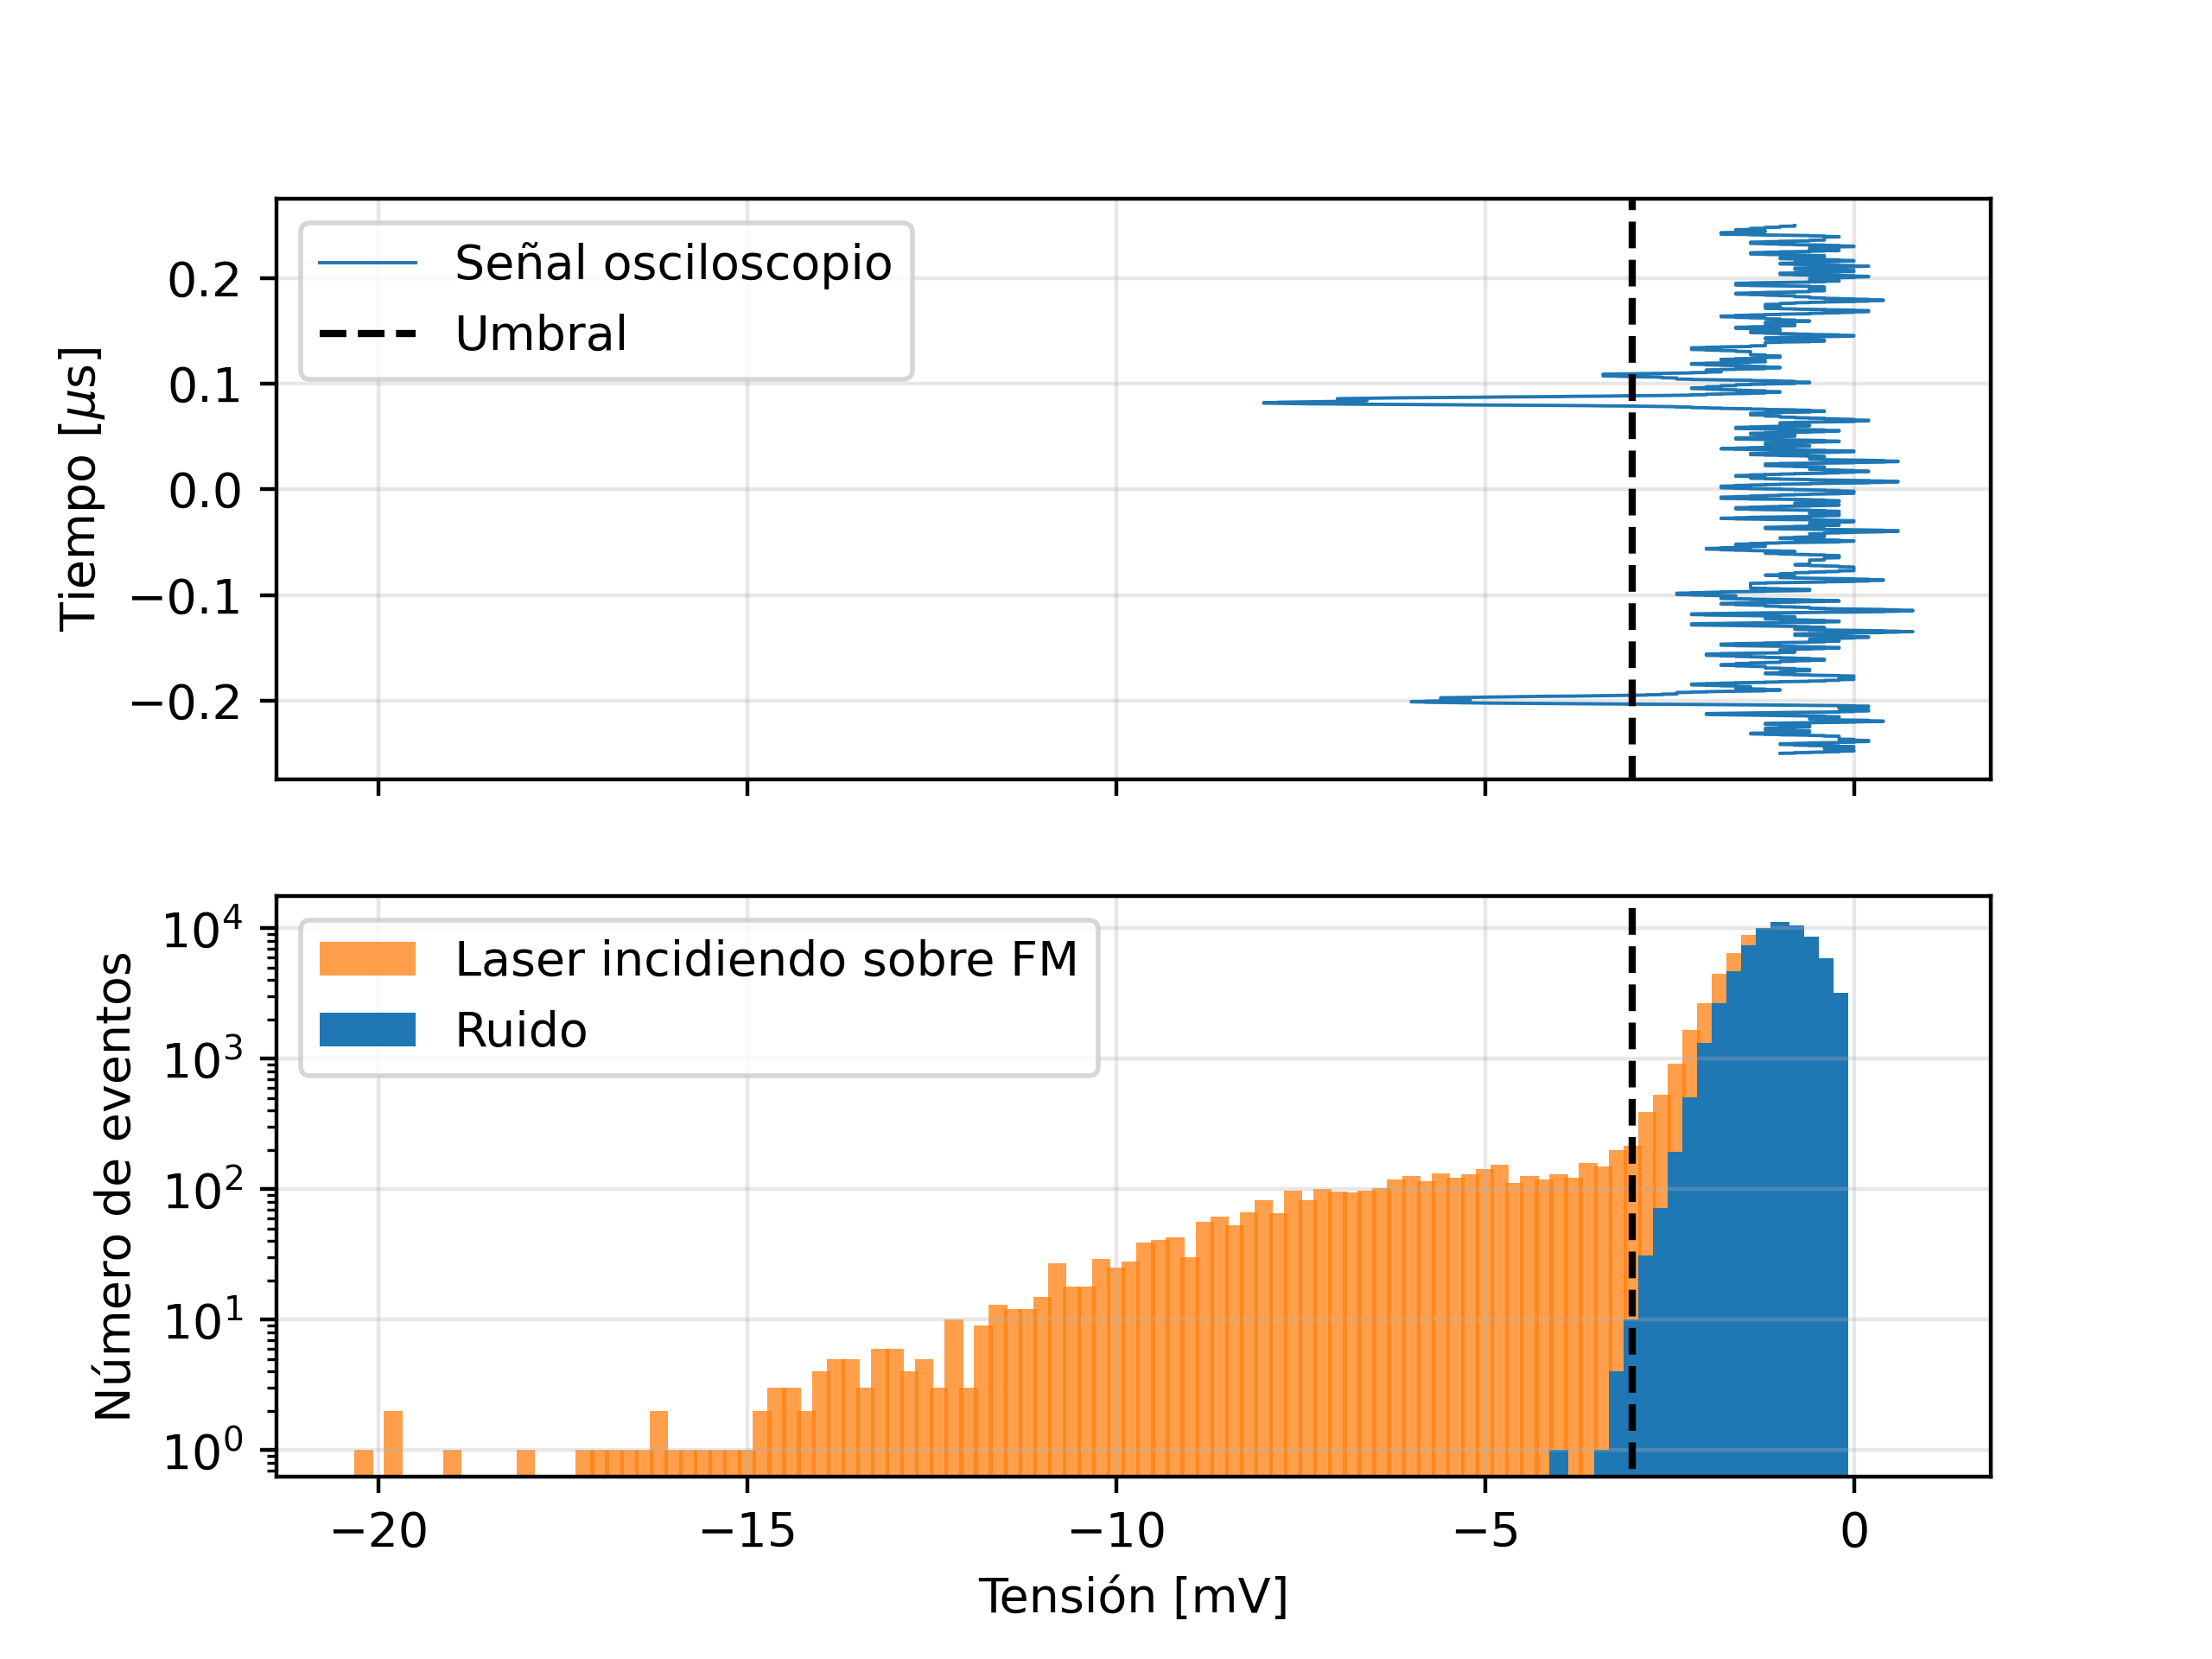 Señal osciloscopio
Umbral
Tiempo [μs]
0.2
0.1
0.0
−0.1
−0.2
Laser incidiendo sobre FM
Ruido
Número de eventos
10⁴
10³
10²
10¹
10⁰
−20 −15 −10 −5 0
Tensión [mV]